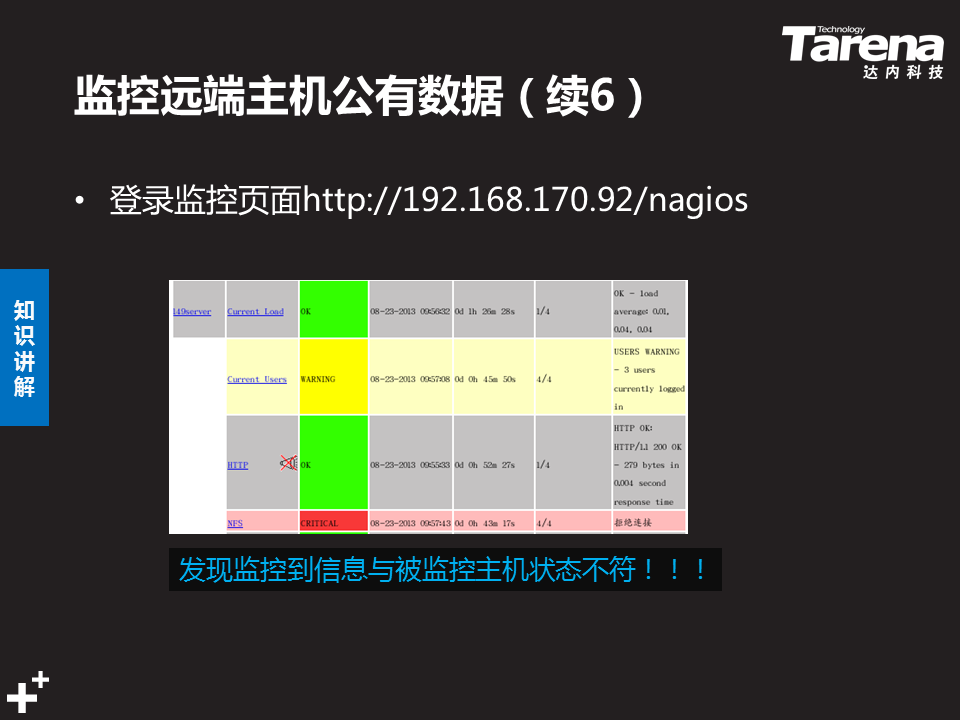 Technology
Tarena
达内科技
监控远端主机公有数据（续6）
• 登录监控页面http://192.168.170.92/nagios
知识讲解
149server Current Load OK 08-23-2013 09:56:32 0d 1h 26m 28s 1/4 OK - load
average: 0.01,
0.04, 0.04
Current Users WARNING 08-23-2013 09:57:08 0d 0h 45m 50s 4/4 USERS WARNING
- 3 users
currently logged
in
HTTP OK 08-23-2013 09:55:33 0d 0h 52m 27s 1/4 HTTP OK:
HTTP/1.1 200 OK
- 279 bytes in
0.004 second
response time
NFS CRITICAL 08-23-2013 09:57:43 0d 0h 43m 17s 4/4 拒绝连接
发现监控到信息与被监控主机状态不符！！！